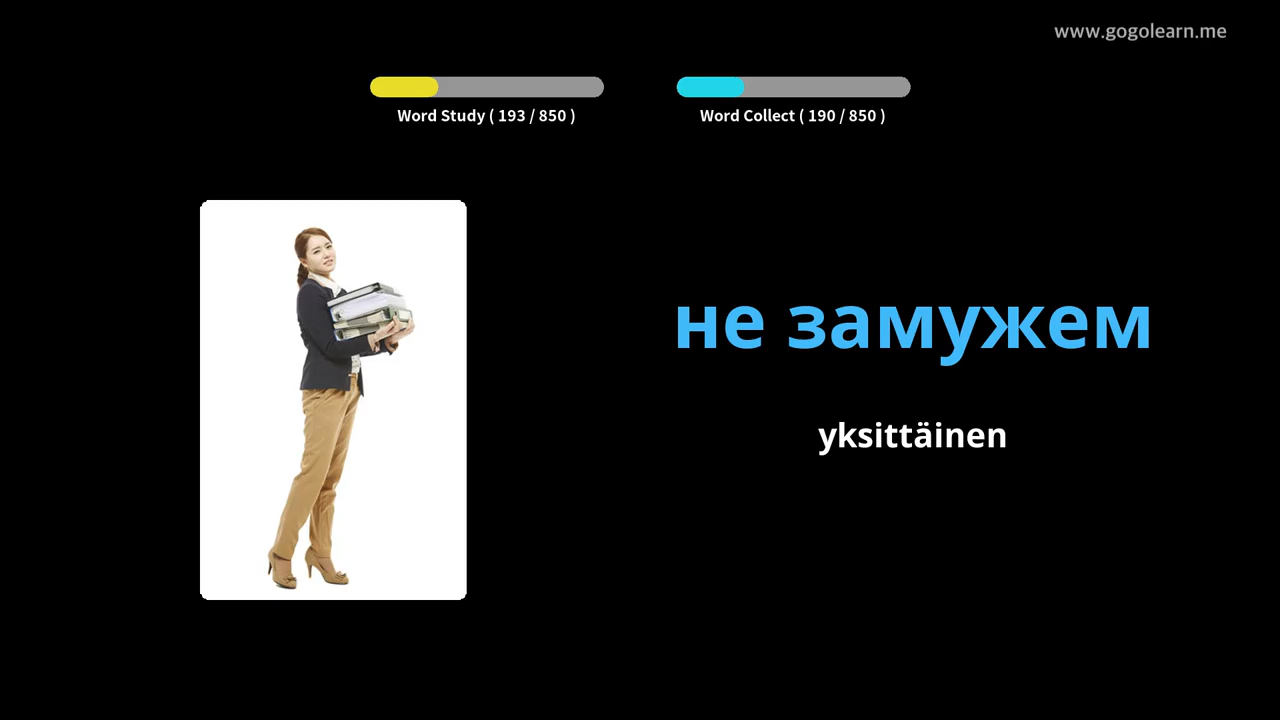 www.gogolearn.me
Word Study ( 193 / 850 )
Word Collect ( 190 / 850 )
не замужем
yksittäinen